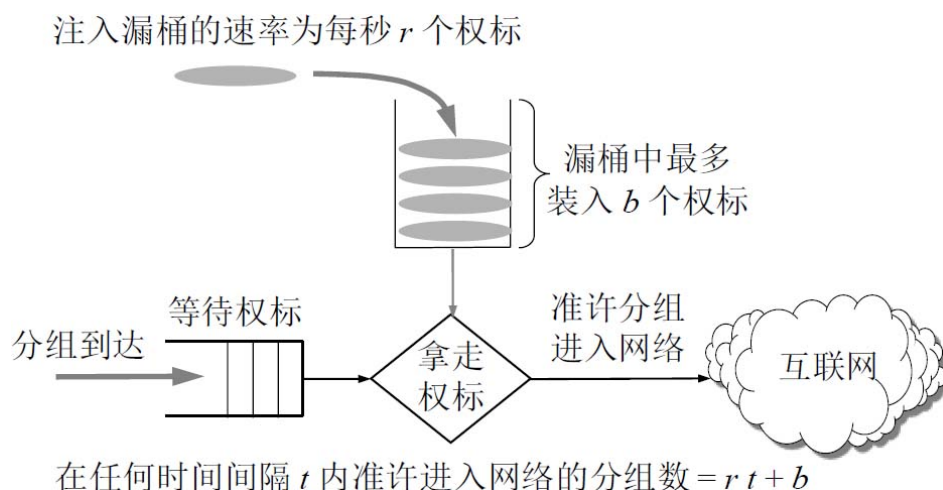 注入漏桶的速率为每秒 r 个权标
漏桶中最多
装入 b 个权标
等待权标
分组到达
拿走
权标
准许分组
进入网络
互联网
在任何时间间隔 t 内准许进入网络的分组数 = r t + b